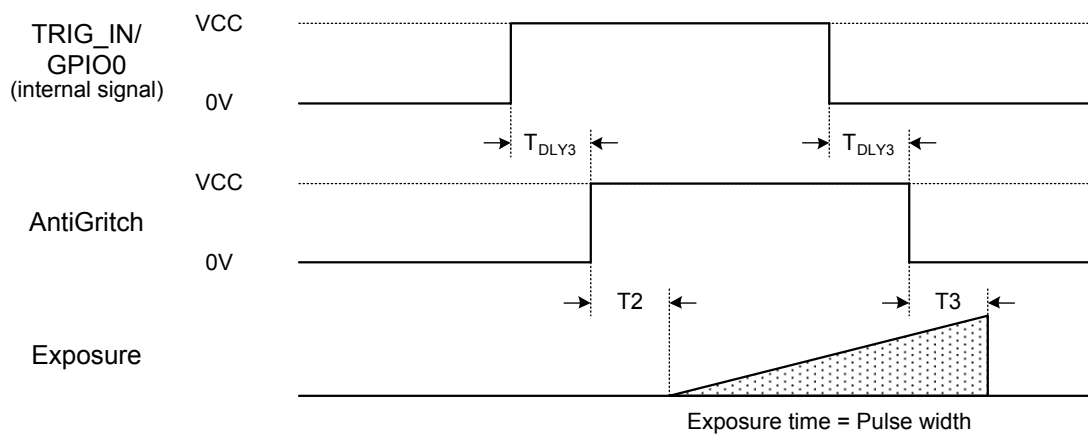 VCC
TRIG_IN/
GPIO0
(internal signal)
0V
T_DLY3
T_DLY3
VCC
AntiGritch
0V
T2
T3
Exposure
Exposure time = Pulse width